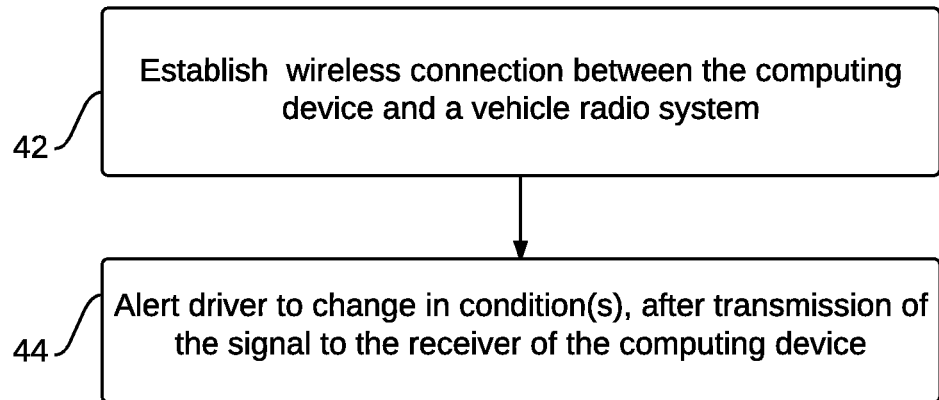 Establish wireless connection between the computing
device and a vehicle radio system
42
Alert driver to change in condition(s), after transmission of
the signal to the receiver of the computing device
44